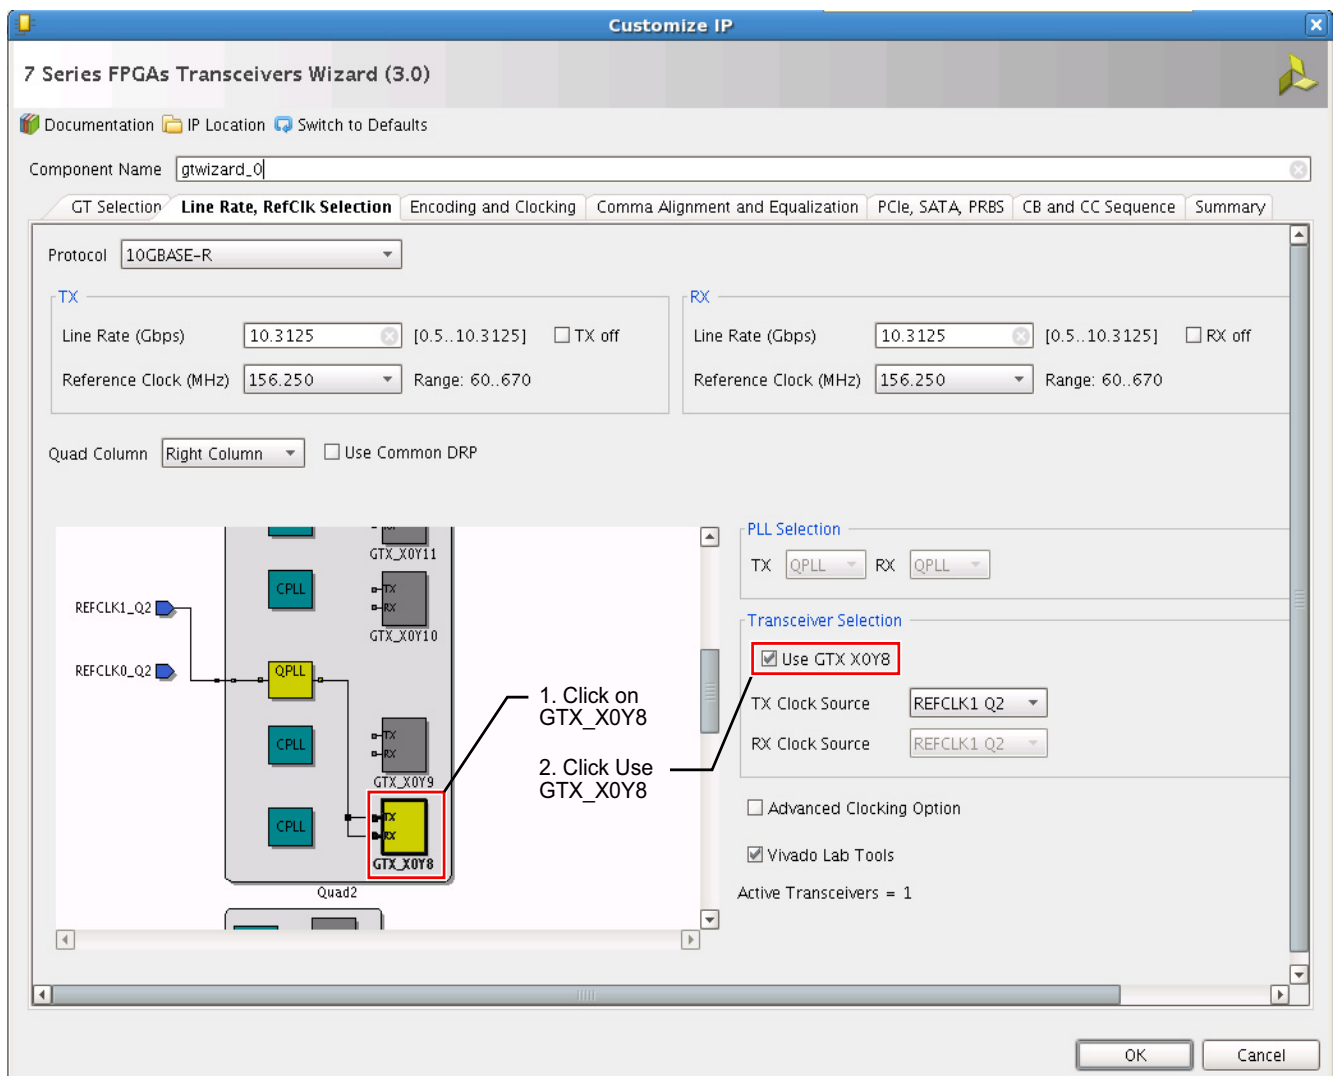 Customize IP
7 Series FPGAs Transceivers Wizard (3.0)
Documentation IP Location Switch to Defaults
Component Name gtwizard_0
GT Selection Line Rate, RefClk Selection Encoding and Clocking Comma Alignment and Equalization PCIe, SATA, PRBS CB and CC Sequence Summary
Protocol 10GBASE-R
TX
Line Rate (Gbps) 10.3125 [0.5..10.3125] TX off
Reference Clock (MHz) 156.250 Range: 60..670
RX
Line Rate (Gbps) 10.3125 [0.5..10.3125] RX off
Reference Clock (MHz) 156.250 Range: 60..670
Quad Column Right Column Use Common DRP
GTX_X0Y11
CPLL
TX
RX
GTX_X0Y10
REFCLK1_Q2
REFCLK0_Q2
QPLL
CPLL
TX
RX
GTX_X0Y9
CPLL
TX
RX
GTX_X0Y8
Quad2
1. Click on
GTX_X0Y8
2. Click Use
GTX_X0Y8
PLL Selection
TX QPLL RX QPLL
Transceiver Selection
Use GTX X0Y8
TX Clock Source REFCLK1 Q2
RX Clock Source REFCLK1 Q2
Advanced Clocking Option
Vivado Lab Tools
Active Transceivers = 1
OK Cancel